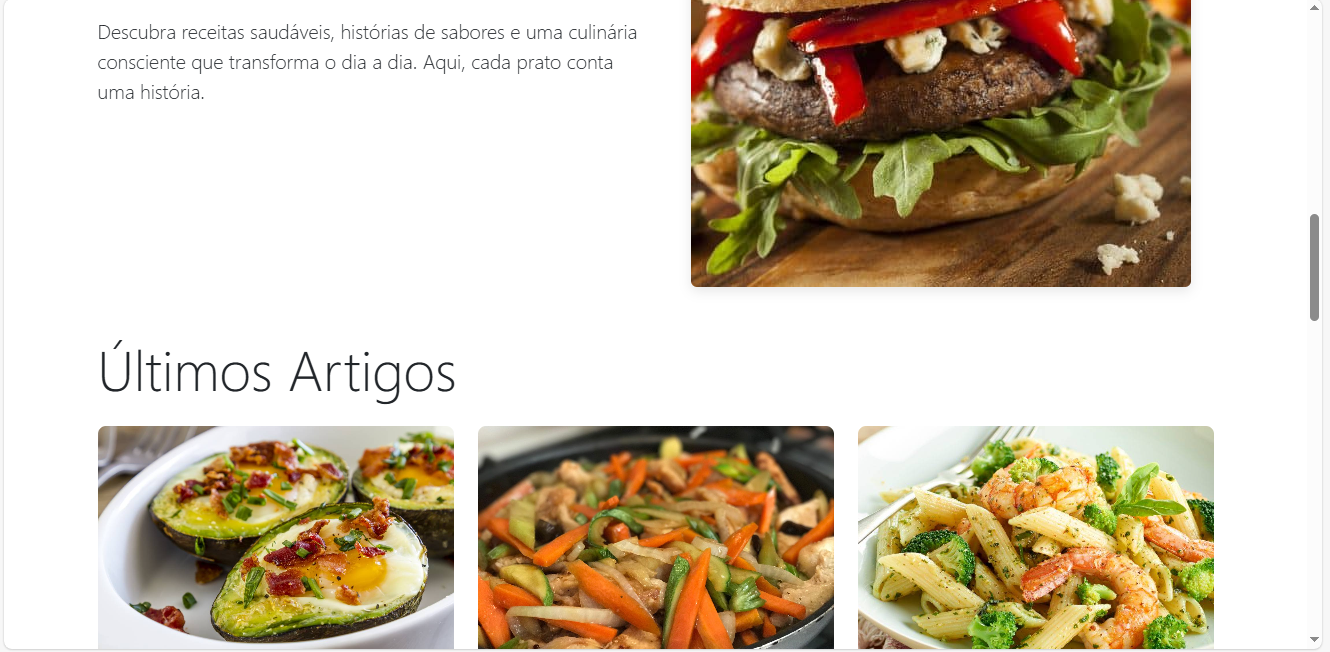 Descubra receitas saudáveis, histórias de sabores e uma culinária
consciente que transforma o dia a dia. Aqui, cada prato conta
uma história.
Últimos Artigos